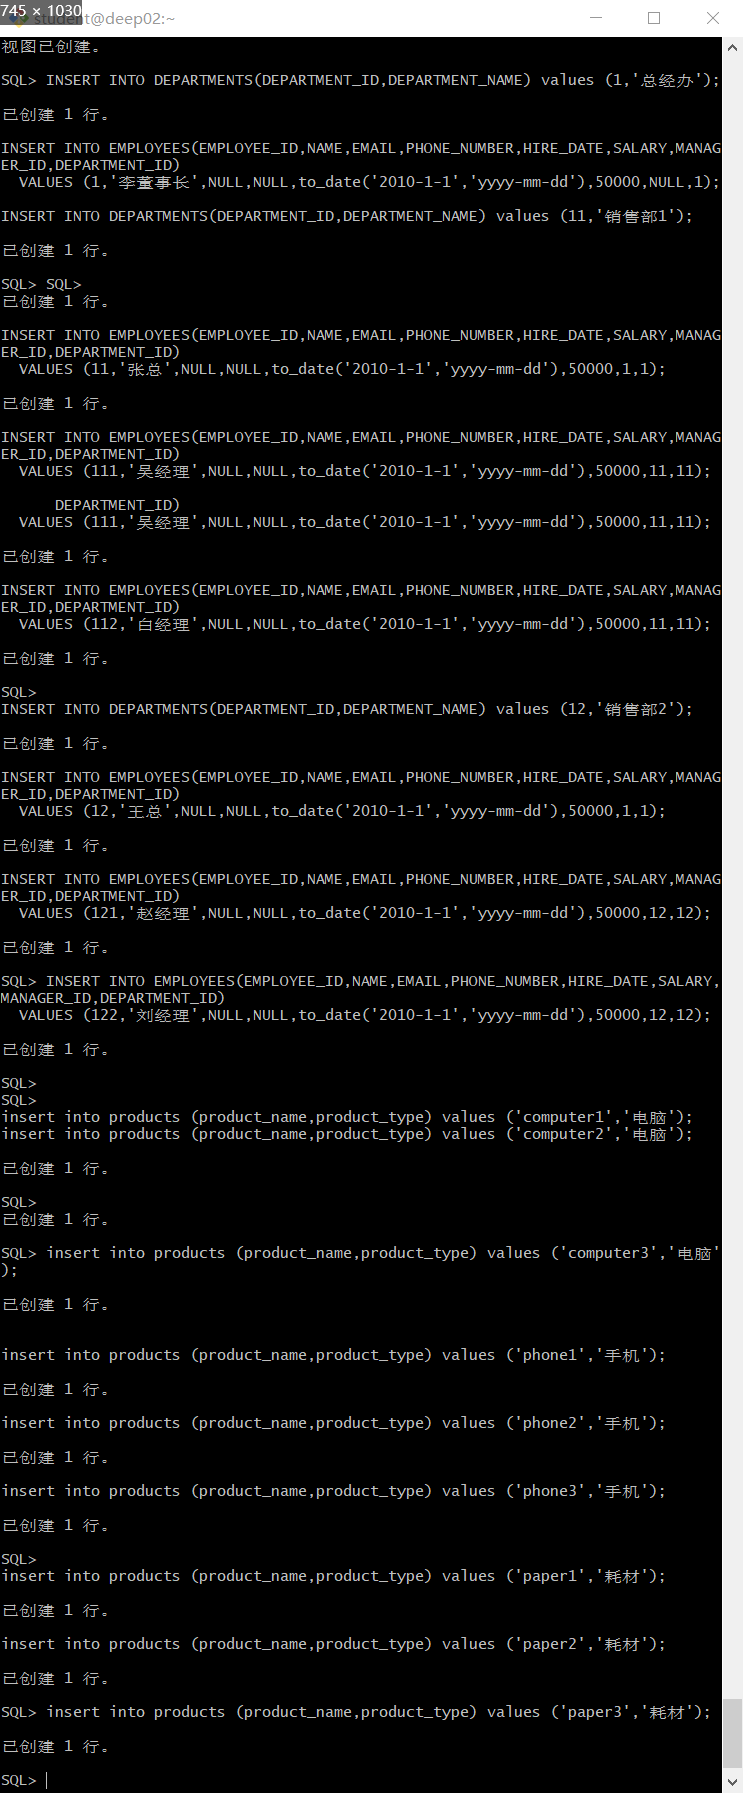 745 × 1030
student@deep02:~
视图已创建。
SQL> INSERT INTO DEPARTMENTS(DEPARTMENT_ID,DEPARTMENT_NAME) values (1,'总经办');
已创建 1 行。
INSERT INTO EMPLOYEES(EMPLOYEE_ID,NAME,EMAIL,PHONE_NUMBER,HIRE_DATE,SALARY,MANAG
ER_ID,DEPARTMENT_ID)
  VALUES (1,'李董事长',NULL,NULL,to_date('2010-1-1','yyyy-mm-dd'),50000,NULL,1);
INSERT INTO DEPARTMENTS(DEPARTMENT_ID,DEPARTMENT_NAME) values (11,'销售部1');
已创建 1 行。
SQL> SQL>
已创建 1 行。
INSERT INTO EMPLOYEES(EMPLOYEE_ID,NAME,EMAIL,PHONE_NUMBER,HIRE_DATE,SALARY,MANAG
ER_ID,DEPARTMENT_ID)
  VALUES (11,'张总',NULL,NULL,to_date('2010-1-1','yyyy-mm-dd'),50000,1,1);
已创建 1 行。
INSERT INTO EMPLOYEES(EMPLOYEE_ID,NAME,EMAIL,PHONE_NUMBER,HIRE_DATE,SALARY,MANAG
ER_ID,DEPARTMENT_ID)
  VALUES (111,'吴经理',NULL,NULL,to_date('2010-1-1','yyyy-mm-dd'),50000,11,11);
      DEPARTMENT_ID)
  VALUES (111,'吴经理',NULL,NULL,to_date('2010-1-1','yyyy-mm-dd'),50000,11,11);
已创建 1 行。
INSERT INTO EMPLOYEES(EMPLOYEE_ID,NAME,EMAIL,PHONE_NUMBER,HIRE_DATE,SALARY,MANAG
ER_ID,DEPARTMENT_ID)
  VALUES (112,'白经理',NULL,NULL,to_date('2010-1-1','yyyy-mm-dd'),50000,11,11);
已创建 1 行。
SQL>
INSERT INTO DEPARTMENTS(DEPARTMENT_ID,DEPARTMENT_NAME) values (12,'销售部2');
已创建 1 行。
INSERT INTO EMPLOYEES(EMPLOYEE_ID,NAME,EMAIL,PHONE_NUMBER,HIRE_DATE,SALARY,MANAG
ER_ID,DEPARTMENT_ID)
  VALUES (12,'王总',NULL,NULL,to_date('2010-1-1','yyyy-mm-dd'),50000,1,1);
已创建 1 行。
INSERT INTO EMPLOYEES(EMPLOYEE_ID,NAME,EMAIL,PHONE_NUMBER,HIRE_DATE,SALARY,MANAG
ER_ID,DEPARTMENT_ID)
  VALUES (121,'赵经理',NULL,NULL,to_date('2010-1-1','yyyy-mm-dd'),50000,12,12);
已创建 1 行。
SQL> INSERT INTO EMPLOYEES(EMPLOYEE_ID,NAME,EMAIL,PHONE_NUMBER,HIRE_DATE,SALARY,
MANAGER_ID,DEPARTMENT_ID)
  VALUES (122,'刘经理',NULL,NULL,to_date('2010-1-1','yyyy-mm-dd'),50000,12,12);
已创建 1 行。
SQL>
SQL>
insert into products (product_name,product_type) values ('computer1','电脑');
insert into products (product_name,product_type) values ('computer2','电脑');
已创建 1 行。
SQL>
已创建 1 行。
SQL> insert into products (product_name,product_type) values ('computer3','电脑'
);
已创建 1 行。
insert into products (product_name,product_type) values ('phone1','手机');
已创建 1 行。
insert into products (product_name,product_type) values ('phone2','手机');
已创建 1 行。
insert into products (product_name,product_type) values ('phone3','手机');
已创建 1 行。
SQL>
insert into products (product_name,product_type) values ('paper1','耗材');
已创建 1 行。
insert into products (product_name,product_type) values ('paper2','耗材');
已创建 1 行。
SQL> insert into products (product_name,product_type) values ('paper3','耗材');
已创建 1 行。
SQL>